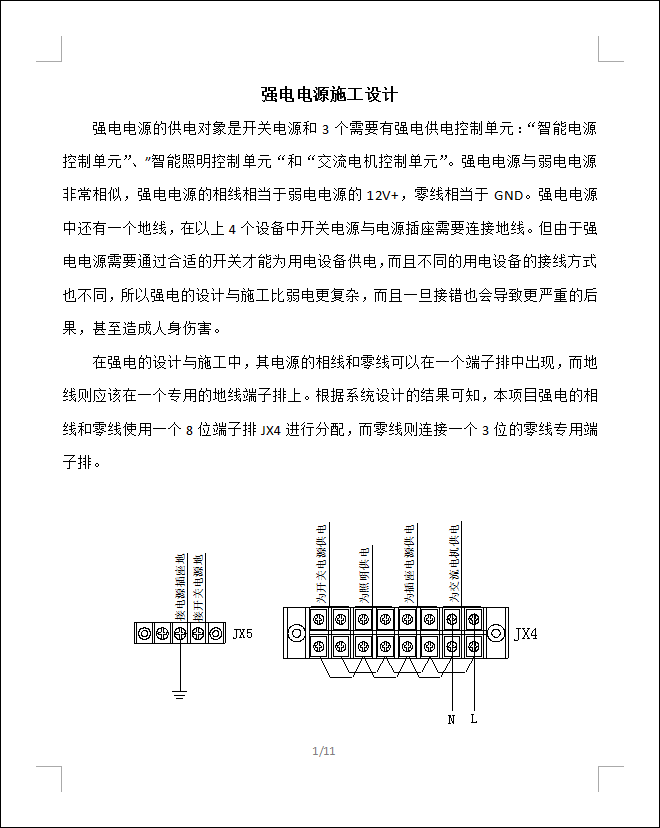 强电电源施工设计
强电电源的供电对象是开关电源和 3 个需要有强电供电控制单元：“智能电源
控制单元”、”智能照明控制单元“和“交流电机控制单元”。强电电源与弱电电源
非常相似，强电电源的相线相当于弱电电源的 12V+，零线相当于 GND。强电电源
中还有一个地线，在以上 4 个设备中开关电源与电源插座需要连接地线。但由于强
电电源需要通过合适的开关才能为用电设备供电，而且不同的用电设备的接线方式
也不同，所以强电的设计与施工比弱电更复杂，而且一旦接错也会导致更严重的后
果，甚至造成人身伤害。
在强电的设计与施工中，其电源的相线和零线可以在一个端子排中出现，而地
线则应该在一个专用的地线端子排上。根据系统设计的结果可知，本项目强电的相
线和零线使用一个 8 位端子排 JX4 进行分配，而零线则连接一个 3 位的零线专用端
子排。
接电源插座地
接开关电源地
JX5
为开关电源供电
为照明供电
为插座电源供电
为交流电机供电
JX4
N
L
1/11